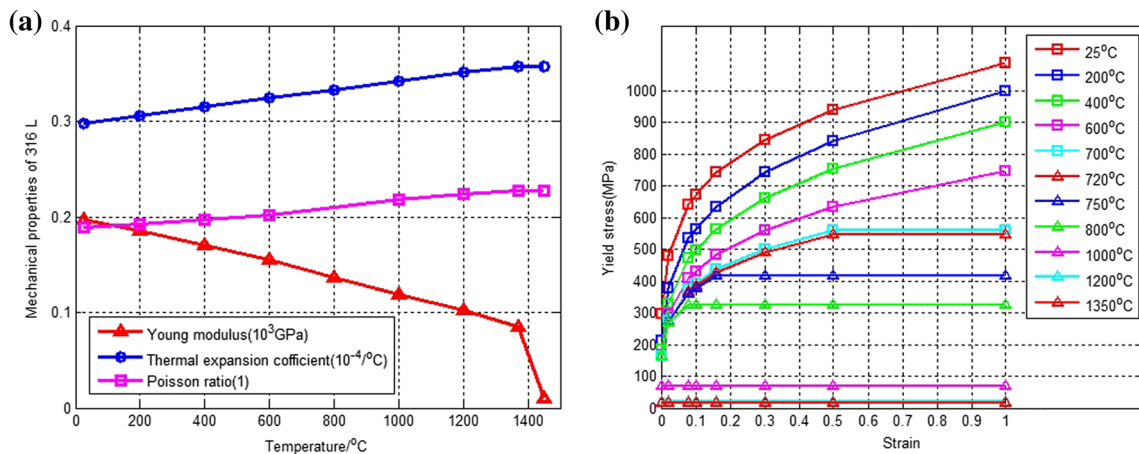 (a)
Mechanical properties of 316 L
0.4
0.3
0.2
0.1
0
0 200 400 600 800 1000 1200 1400
Temperature/°C
Young modulus(10³GPa)
Thermal expansion cofficient(10⁻⁴/°C)
Poisson ratio(1)
(b)
Yield stress(MPa)
1000
900
800
700
600
500
400
300
200
100
0
0 0.1 0.2 0.3 0.4 0.5 0.6 0.7 0.8 0.9 1
Strain
25°C
200°C
400°C
600°C
700°C
720°C
750°C
800°C
1000°C
1200°C
1350°C